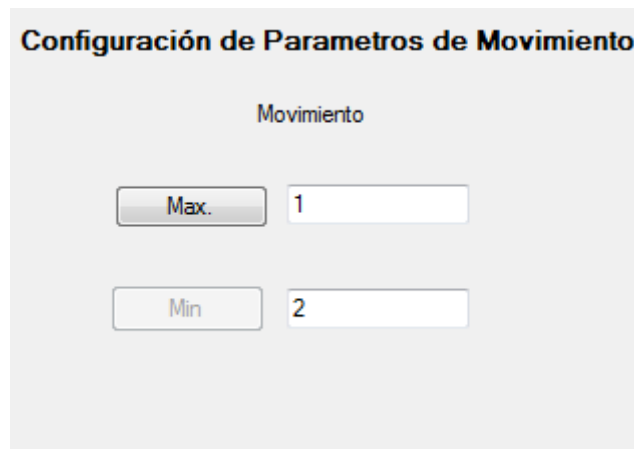 Configuración de Parametros de Movimiento
Movimiento
Max. 1
Min 2